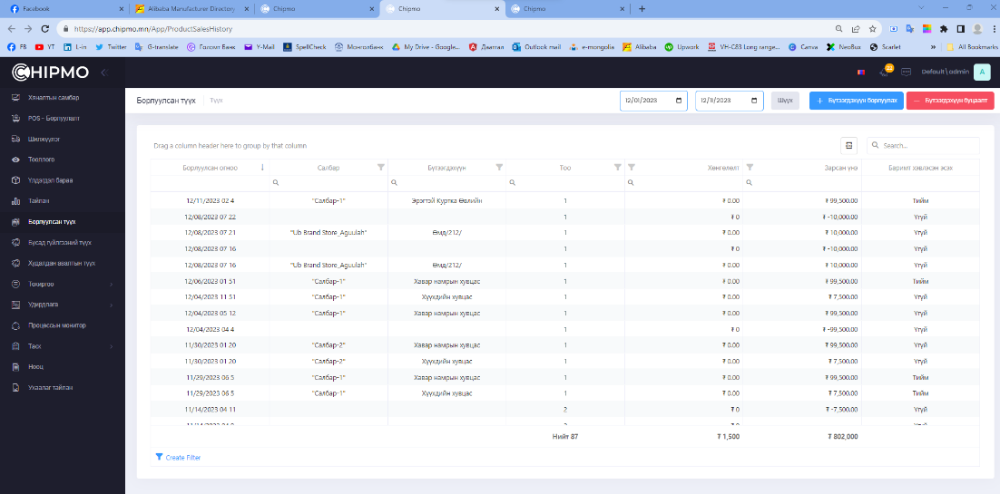 Facebook
Alibaba Manufacturer Directory
Chipmo
Chipmo
Chipmo
https://app.chipmo.mn/App/ProductSalesHistory
FB YT L-in Twitter G-translate Голомт Банк Y-Mail SpellCheck Монголбанк My Drive - Google... Даатгал Outlook mail e-mongolia Alibaba Upwork VH-C83 Long range... Canva NeoBux Scarlet » All Bookmarks
CHIPMO
21
Default\admin
A
Хяналтын самбар
POS - Борлуулалт
Шилжүүлэг
Тооллого
Үлдэгдэл бараа
Тайлан
Борлуулсан түүх
Бусад гүйлгээний түүх
Худалдан авалтын түүх
Тохиргоо
Удирдлага
Процессын монитор
Таск
Нөөц
Ухаалаг тайлан
Борлуулсан түүх Түүх
12/01/2023 12/11/2023 Шүүх + Бүтээгдэхүүн борлуулах — Бүтээгдэхүүн буцаалт
Drag a column header here to group by that column
Search...
Борлуулсан огноо Салбар Бүтээгдэхүүн Тоо Хөнгөлөлт Зарсан үнэ Баримт хэвлэсэн эсэх
12/11/2023 02 4 "Салбар-1" Эрэгтэй Куртка Өвлийн 1 ₮ 0.00 ₮ 99,500.00 Тийм
12/08/2023 07 22 1 ₮ 0 ₮ -10,000.00 Үгүй
12/08/2023 07 21 "Ub Brand Store_Aguulah" Өмд/212/ 1 ₮ 0.00 ₮ 10,000.00 Үгүй
12/08/2023 07 16 1 ₮ 0 ₮ -10,000.00 Үгүй
12/08/2023 07 16 "Ub Brand Store_Aguulah" Өмд/212/ 1 ₮ 0.00 ₮ 10,000.00 Үгүй
12/06/2023 01 51 "Салбар-1" Хавар намрын хувцас 1 ₮ 0.00 ₮ 99,500.00 Тийм
12/04/2023 11 51 "Салбар-1" Хүүхдийн хувцас 1 ₮ 0.00 ₮ 7,500.00 Үгүй
12/04/2023 05 12 "Салбар-1" Хавар намрын хувцас 1 ₮ 0.00 ₮ 99,500.00 Үгүй
12/04/2023 04 4 1 ₮ 0 ₮ -99,500.00 Үгүй
11/30/2023 01 20 "Салбар-2" Хавар намрын хувцас 1 ₮ 0.00 ₮ 99,500.00 Үгүй
11/30/2023 01 20 "Салбар-2" Хүүхдийн хувцас 1 ₮ 0.00 ₮ 7,500.00 Үгүй
11/29/2023 06 5 "Салбар-1" Хавар намрын хувцас 1 ₮ 0.00 ₮ 99,500.00 Тийм
11/29/2023 06 5 "Салбар-1" Хүүхдийн хувцас 1 ₮ 0.00 ₮ 7,500.00 Тийм
11/14/2023 04 11 2 ₮ 0 ₮ -7,500.00 Үгүй
Нийт 87 ₮ 1,500 ₮ 802,000
Create Filter